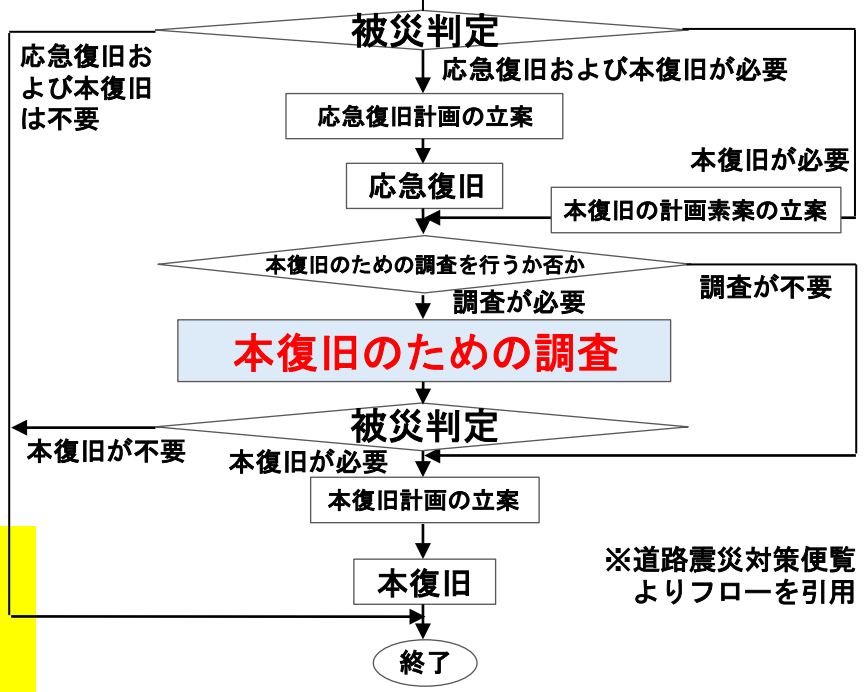 被災判定
応急復旧お
よび本復旧
は不要
応急復旧および本復旧が必要
応急復旧計画の立案
本復旧が必要
応急復旧
本復旧の計画素案の立案
本復旧のための調査を行うか否か
調査が不要
調査が必要
本復旧のための調査
被災判定
本復旧が不要
本復旧が必要
本復旧計画の立案
※道路震災対策便覧
よりフローを引用
本復旧
終了